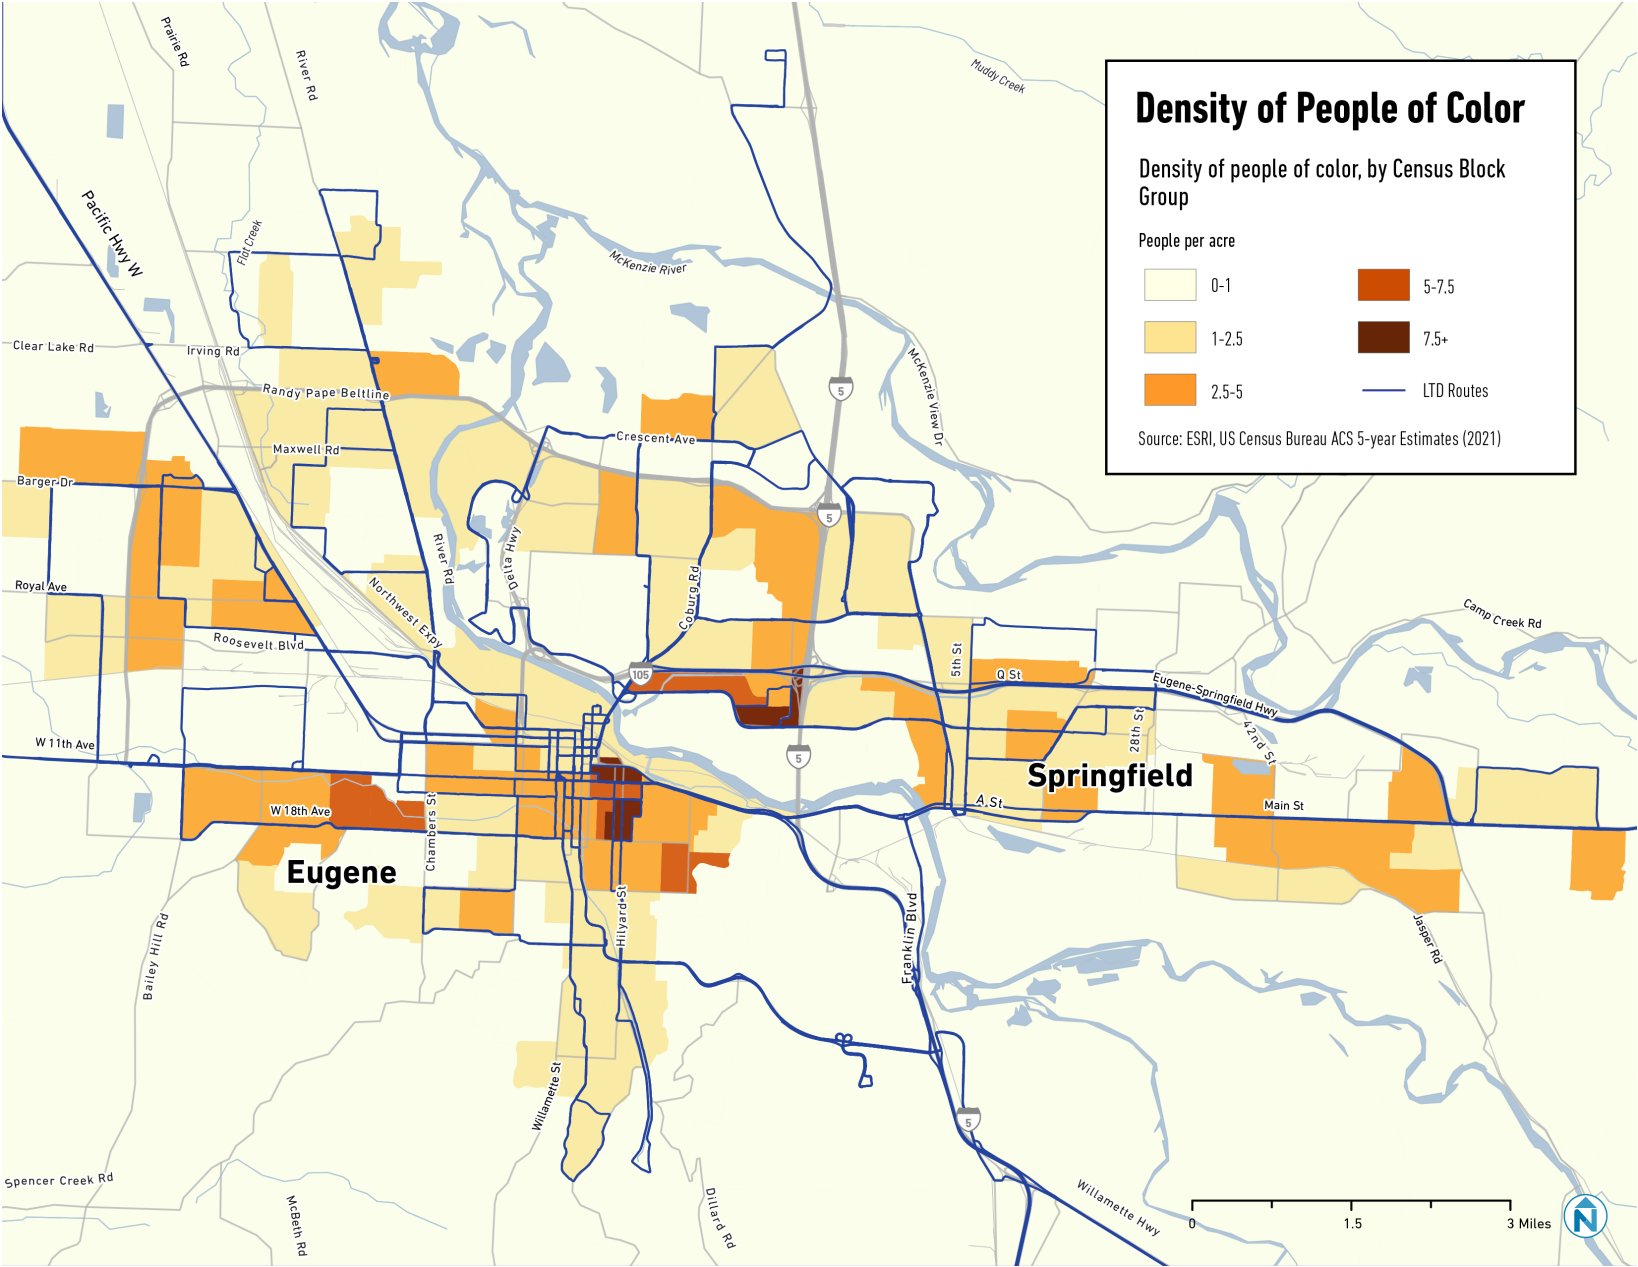 Density of People of Color
Density of people of color, by Census Block
Group
People per acre
0-1
1-2.5
2.5-5
5-7.5
7.5+
LTD Routes
Source: ESRI, US Census Bureau ACS 5-year Estimates (2021)
Prairie Rd
River Rd
Muddy Creek
Pacific Hwy W
Flat Creek
McKenzie River
Clear Lake Rd
Irving Rd
McKenzie View Dr
5
Randy Pape Beltline
Maxwell Rd
Crescent Ave
Barger Dr
5
River Rd
Delta Hwy
Royal Ave
Northwest Expy
Coburg Rd
Camp Creek Rd
Roosevelt Blvd
5th St
105
Q St
Eugene-Springfield Hwy
28th St
42nd St
W 11th Ave
5
Springfield
A St
Main St
W 18th Ave
Chambers St
Eugene
Hilyard St
Franklin Blvd
Jasper Rd
Bailey Hill Rd
Willamette St
5
Spencer Creek Rd
McBeth Rd
Dillard Rd
Willamette Hwy
0
1.5
3 Miles
N